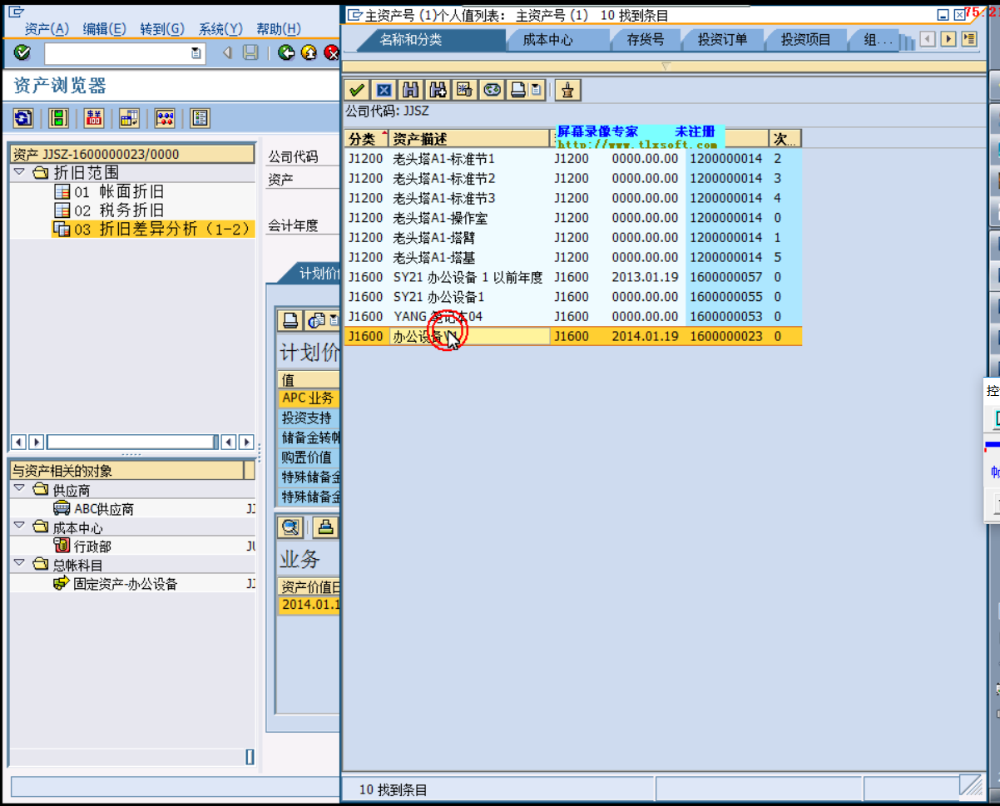 资产(A) 编辑(E) 转到(G) 系统(Y) 帮助(H)
资产浏览器
资产 JJSZ-1600000023/0000
折旧范围
01 帐面折旧
02 税务折旧
03 折旧差异分析（1-2）
与资产相关的对象
供应商
ABC供应商
成本中心
行政部
总帐科目
固定资产-办公设备
公司代码
资产
会计年度
计划价
计划价
值
APC 业务
投资支持
储备金转帐
购置价值
特殊储备金
特殊储备金
业务
资产价值日
2014.01.1
主资产号 (1)个人值列表： 主资产号 (1) 10 找到条目
名称和分类 成本中心 存货号 投资订单 投资项目 组...
公司代码: JJSZ
分类 资产描述 次...
屏幕录像专家 未注册
http://www.tlxsoft.com
J1200 老头塔A1-标准节1 J1200 0000.00.00 1200000014 2
J1200 老头塔A1-标准节2 J1200 0000.00.00 1200000014 3
J1200 老头塔A1-标准节3 J1200 0000.00.00 1200000014 4
J1200 老头塔A1-操作室 J1200 0000.00.00 1200000014 0
J1200 老头塔A1-塔臂 J1200 0000.00.00 1200000014 1
J1200 老头塔A1-塔基 J1200 0000.00.00 1200000014 5
J1600 SY21 办公设备 1 以前年度 J1600 2013.01.19 1600000057 0
J1600 SY21 办公设备1 J1600 0000.00.00 1600000055 0
J1600 YANG 笔记本04 J1600 0000.00.00 1600000053 0
J1600 办公设备 J1600 2014.01.19 1600000023 0
10 找到条目
控